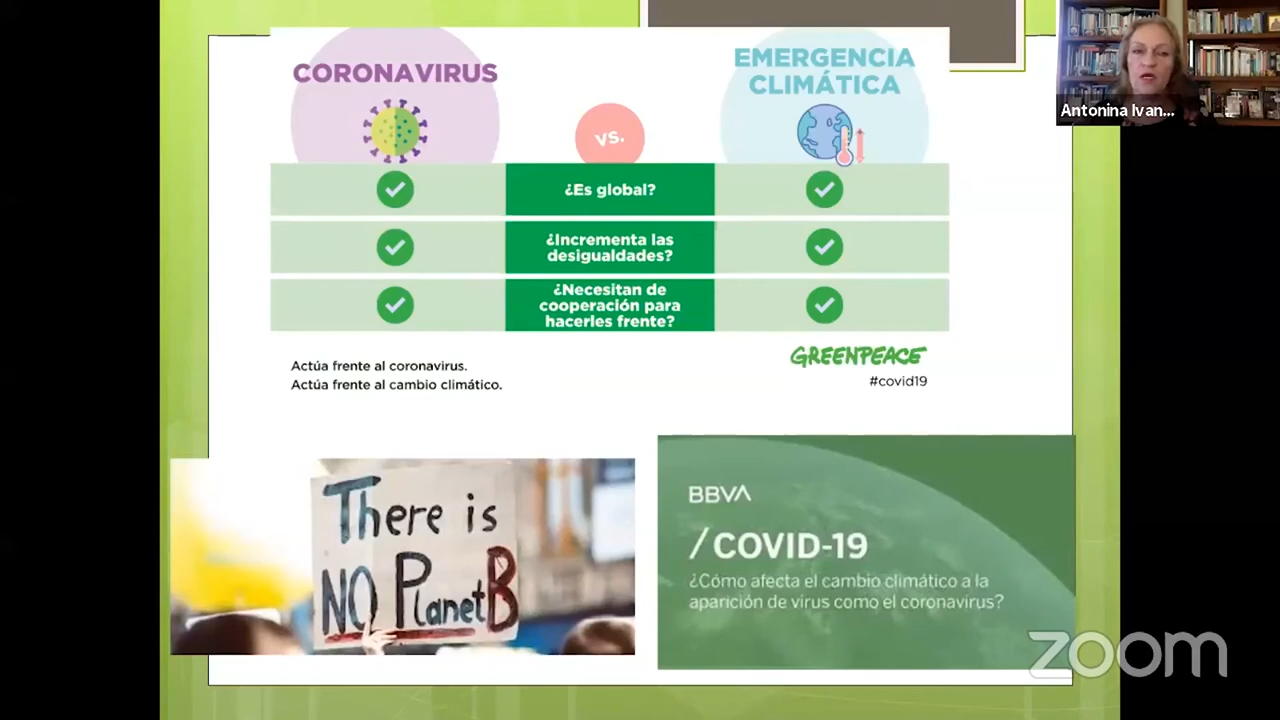 CORONAVIRUS
vs.
EMERGENCIA
CLIMÁTICA
¿Es global?
¿Incrementa las
desigualdades?
¿Necesitan de
cooperación para
hacerles frente?
Actúa frente al coronavirus.
Actúa frente al cambio climático.
GREENPEACE
#covid19
There is
NO Planet B
BBVA
/COVID-19
¿Cómo afecta el cambio climático a la
aparición de virus como el coronavirus?
Antonina Ivan...
zoom